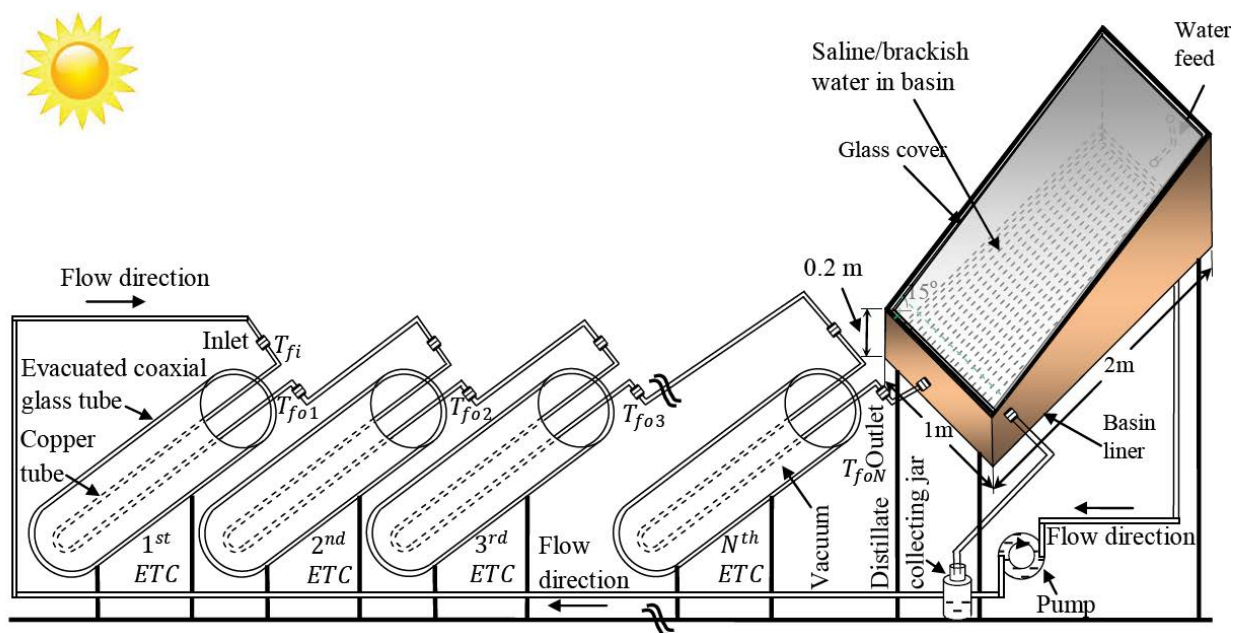 Water
feed
Saline/brackish
water in basin
Glass cover
15°
0.2 m
Flow direction
Inlet
T_fi
Evacuated coaxial
glass tube
Copper
tube
T_fo1
T_fo2
T_fo3
T_foN
Outlet
1m
2m
Basin
liner
1st
ETC
2nd
ETC
3rd
ETC
Flow
direction
Nth
ETC
Vacuum
Distillate
collecting jar
Flow direction
Pump